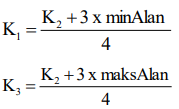 K₁ = (K₂ + 3 x minAlan) / 4
K₃ = (K₂ + 3 x maksAlan) / 4